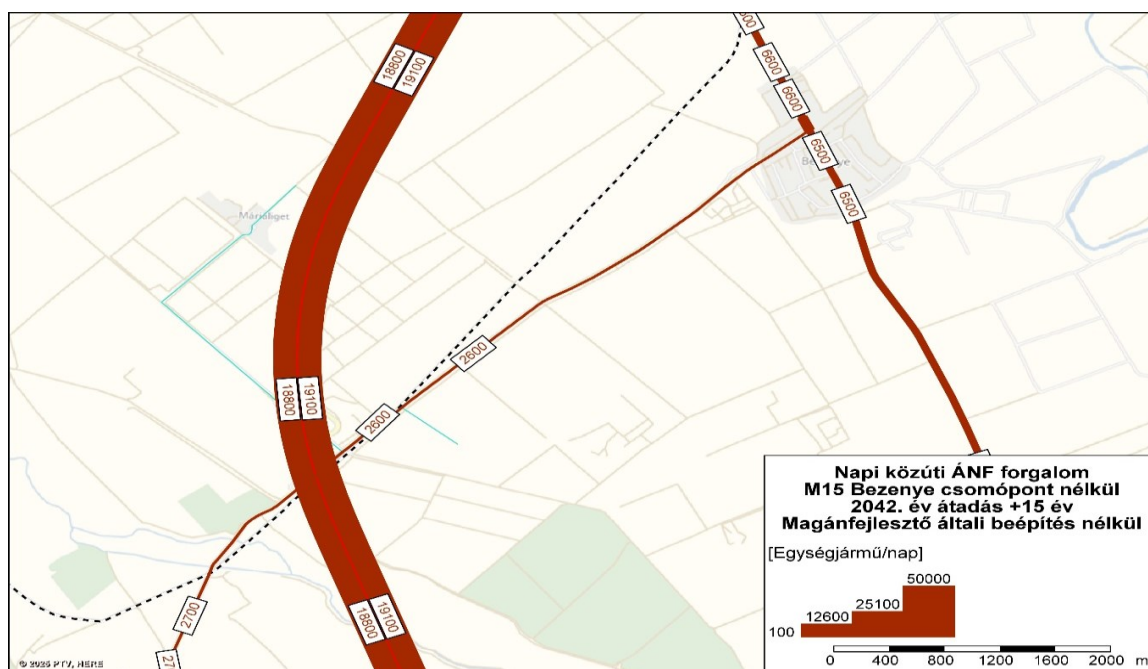 6600
18800
19100
6600
6500
Bezenye
Máriáliget
6500
2600
18800
19100
2600
Napi közúti ÁNF forgalom
M15 Bezenye csomópont nélkül
2042. év átadás +15 év
Magánfejlesztő általi beépítés nélkül
[Egységjármű/nap]
50000
25100
12600
100
2700
18800
19100
0 400 800 1200 1600 2000 m
© 2025 PTV, HERE